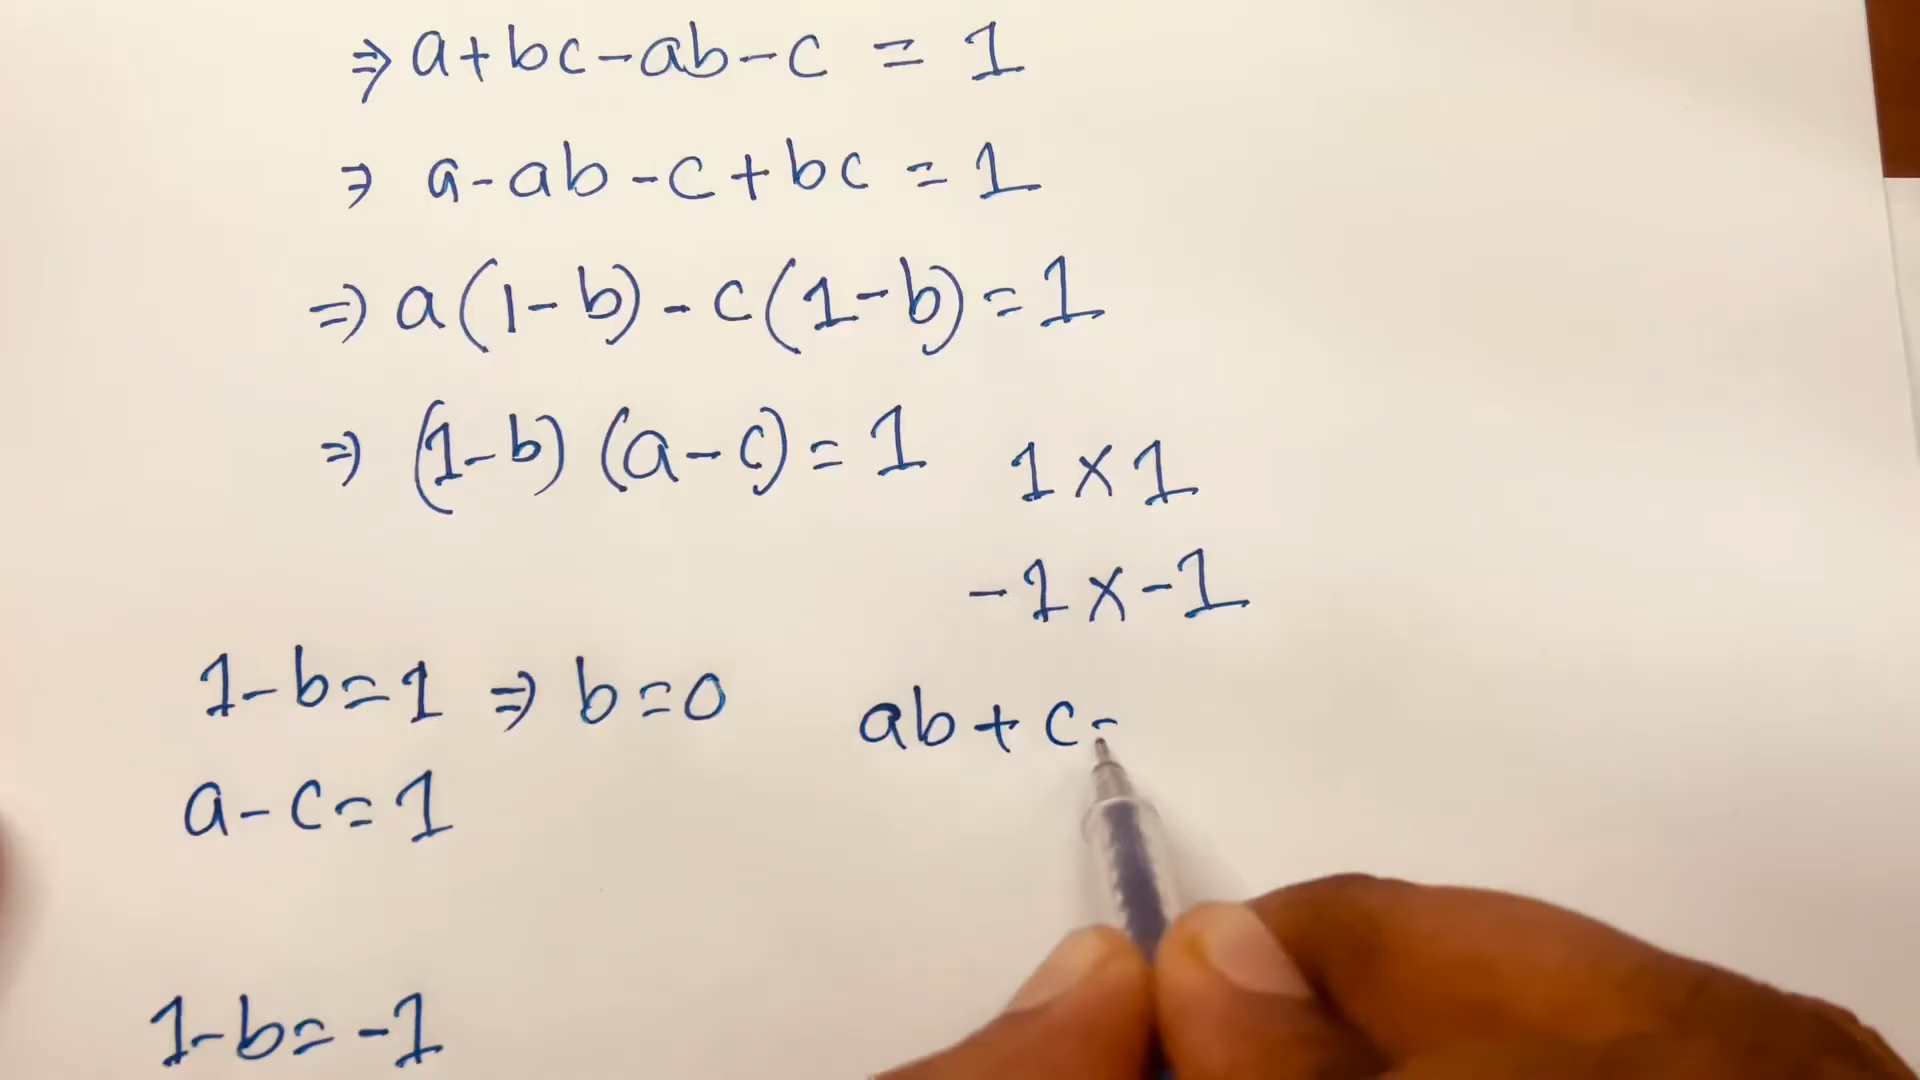 ⇒ a+bc-ab-c = 1
⇒ a-ab-c+bc = 1
⇒ a(1-b)-c(1-b)=1
⇒ (1-b) (a-c)=1 1×1
-1×-1
1-b=1 ⇒ b=0 ab+c-
a-c=1
1-b=-1